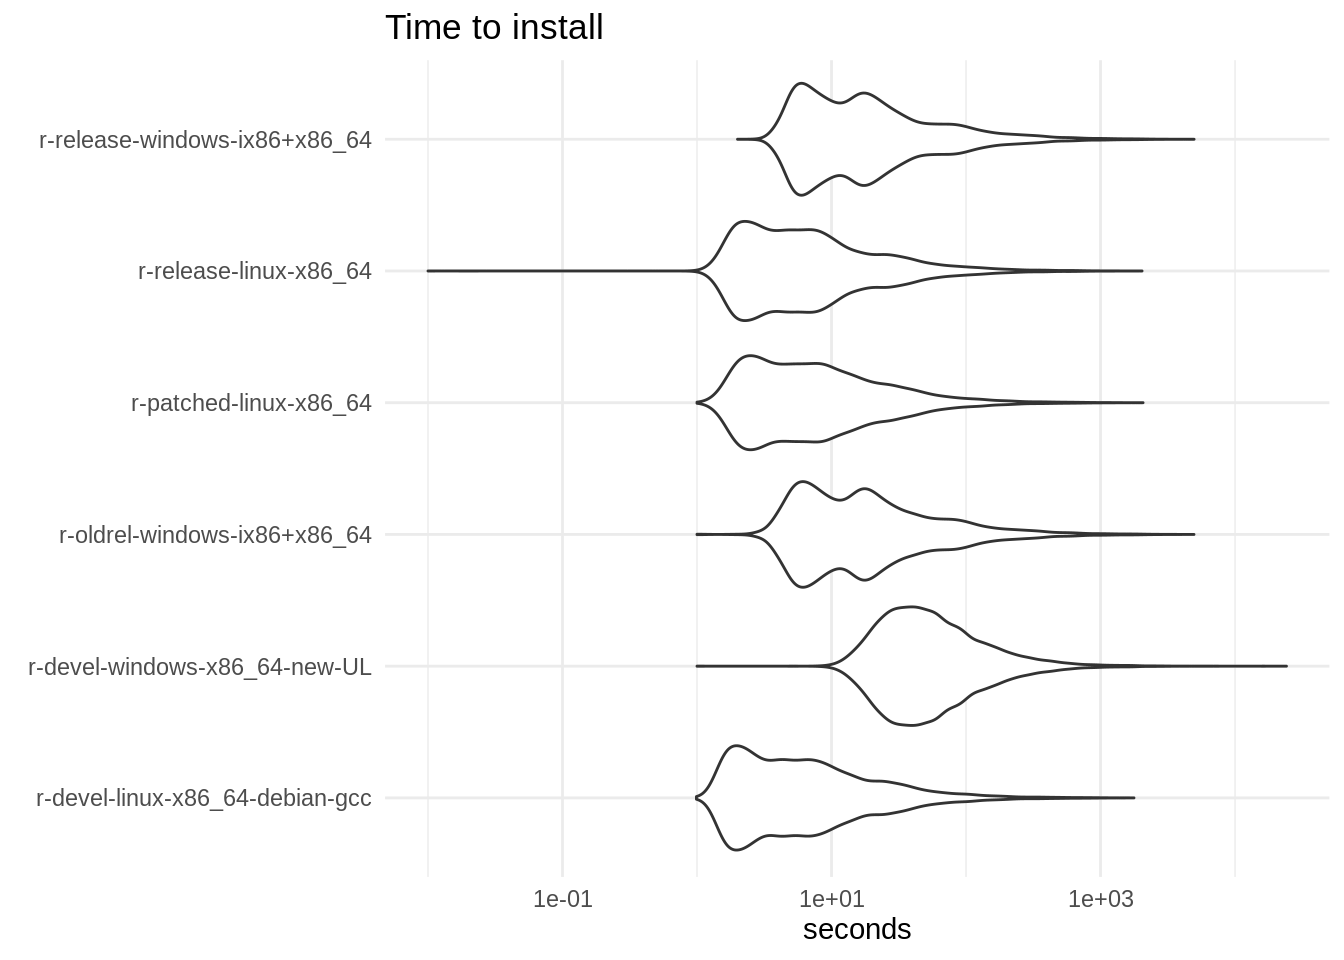 Time to install
r-release-windows-ix86+x86_64
r-release-linux-x86_64
r-patched-linux-x86_64
r-oldrel-windows-ix86+x86_64
r-devel-windows-x86_64-new-UL
r-devel-linux-x86_64-debian-gcc
1e-01 1e+01 1e+03
seconds